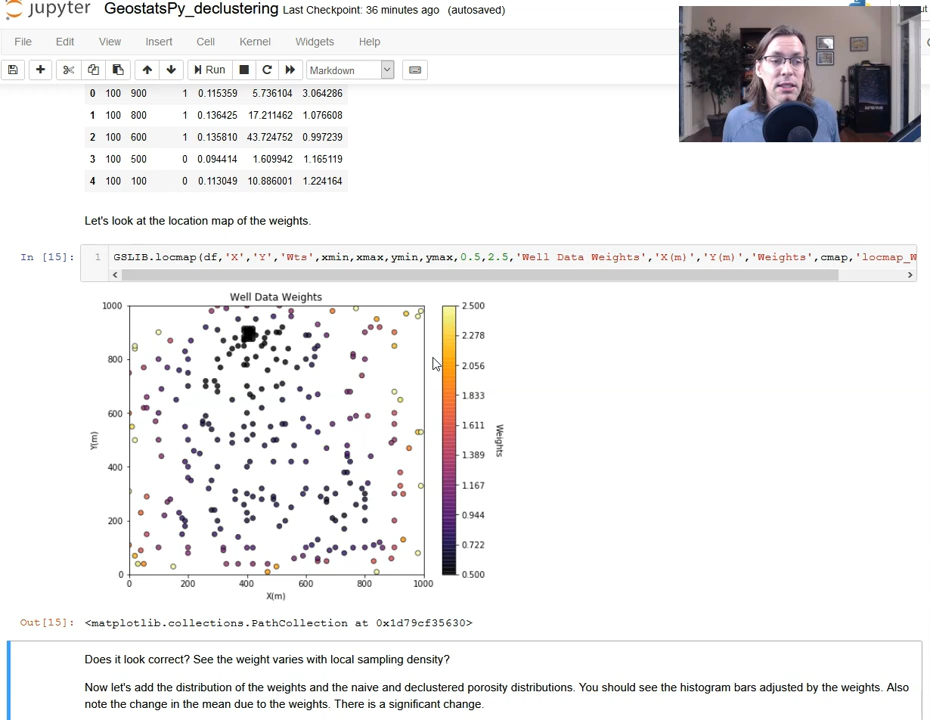 jupyter GeostatsPy_declustering Last Checkpoint: 36 minutes ago (autosaved)
File Edit View Insert Cell Kernel Widgets Help
Run Markdown
0 100 900 1 0.115359 5.736104 3.064286
1 100 800 1 0.136425 17.211462 1.076608
2 100 600 1 0.135810 43.724752 0.997239
3 100 500 0 0.094414 1.609942 1.165119
4 100 100 0 0.113049 10.886001 1.224164
Let's look at the location map of the weights.
In [15]: 1 GSLIB.locmap(df,'X','Y','Wts',xmin,xmax,ymin,ymax,0.5,2.5,'Well Data Weights','X(m)','Y(m)','Weights',cmap,'locmap_W
Well Data Weights
1000
800
600
400
200
0
Y(m)
0 200 400 600 800 1000
X(m)
2.500
2.278
2.056
1.833
1.611
1.389
1.167
0.944
0.722
0.500
Weights
Out[15]: <matplotlib.collections.PathCollection at 0x1d79cf35630>
Does it look correct? See the weight varies with local sampling density?
Now let's add the distribution of the weights and the naive and declustered porosity distributions. You should see the histogram bars adjusted by the weights. Also
note the change in the mean due to the weights. There is a significant change.